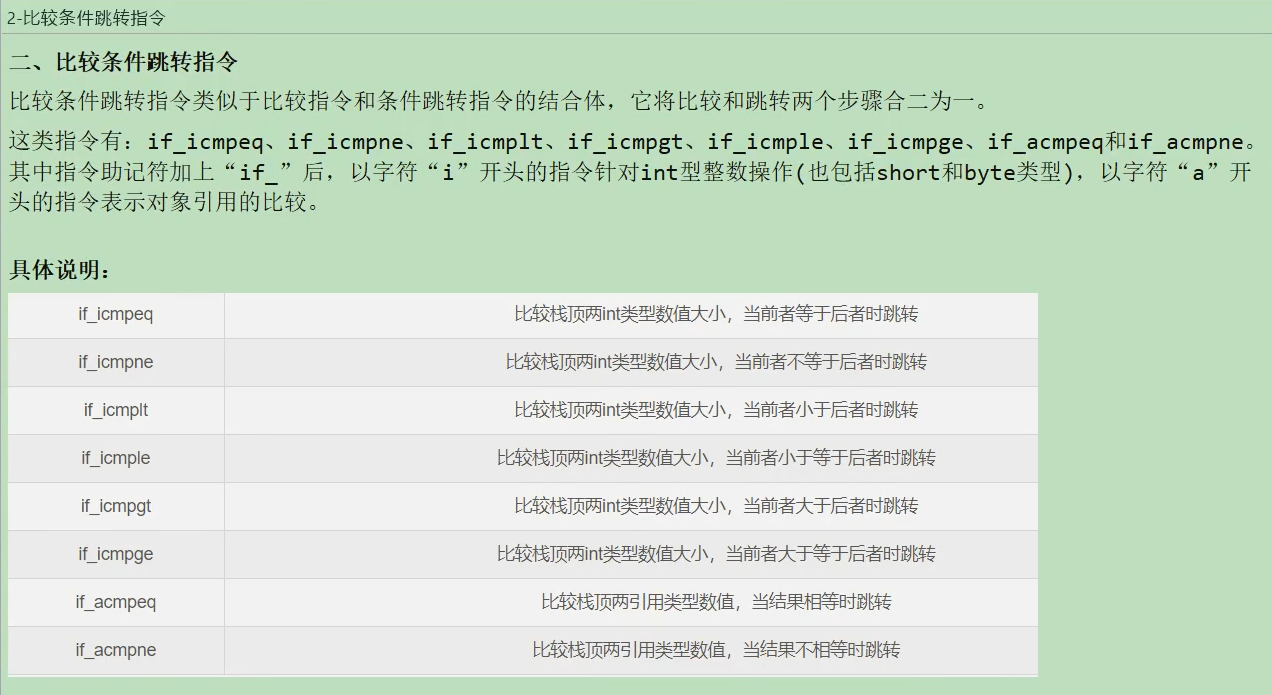 2-比较条件跳转指令
二、比较条件跳转指令
比较条件跳转指令类似于比较指令和条件跳转指令的结合体，它将比较和跳转两个步骤合二为一。
这类指令有：if_icmpeq、if_icmpne、if_icmplt、if_icmpgt、if_icmple、if_icmpge、if_acmpeq和if_acmpne。
其中指令助记符加上“if_”后，以字符“i”开头的指令针对int型整数操作(也包括short和byte类型)，以字符“a”开
头的指令表示对象引用的比较。
具体说明：
if_icmpeq 比较栈顶两int类型数值大小，当前者等于后者时跳转
if_icmpne 比较栈顶两int类型数值大小，当前者不等于后者时跳转
if_icmplt 比较栈顶两int类型数值大小，当前者小于后者时跳转
if_icmple 比较栈顶两int类型数值大小，当前者小于等于后者时跳转
if_icmpgt 比较栈顶两int类型数值大小，当前者大于后者时跳转
if_icmpge 比较栈顶两int类型数值大小，当前者大于等于后者时跳转
if_acmpeq 比较栈顶两引用类型数值，当结果相等时跳转
if_acmpne 比较栈顶两引用类型数值，当结果不相等时跳转